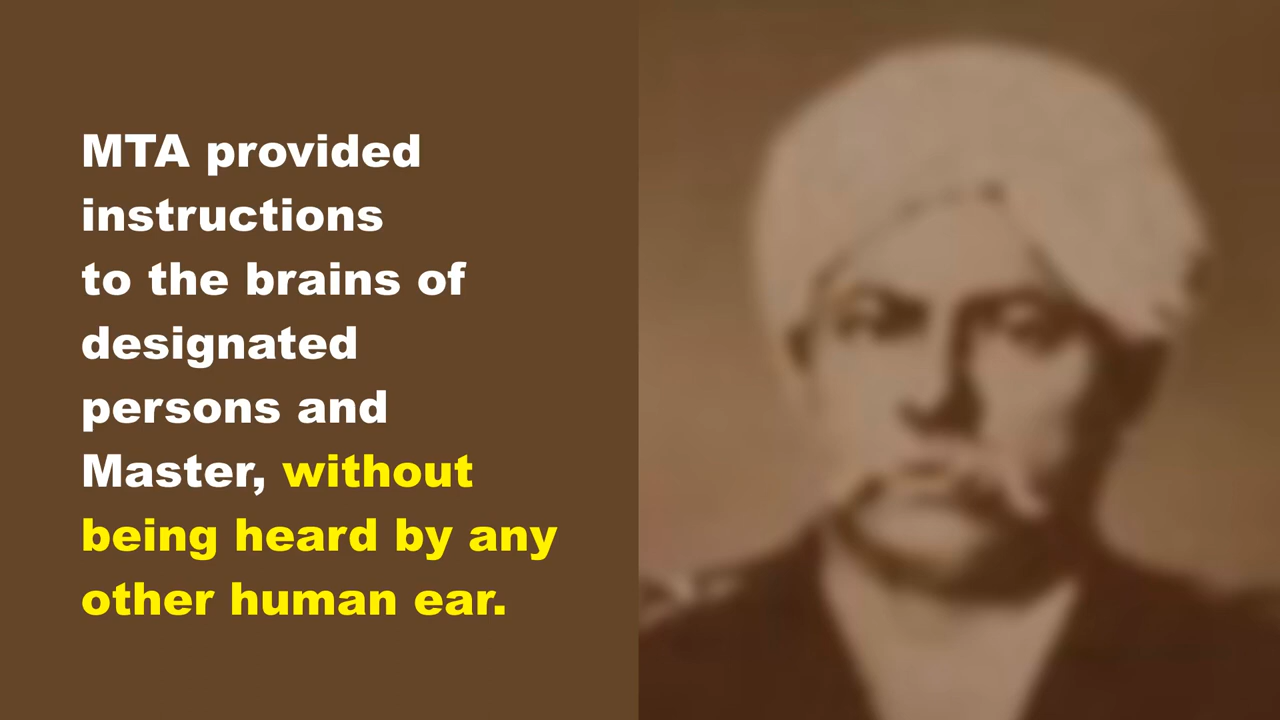 MTA provided
instructions
to the brains of
designated
persons and
Master, without
being heard by any
other human ear.